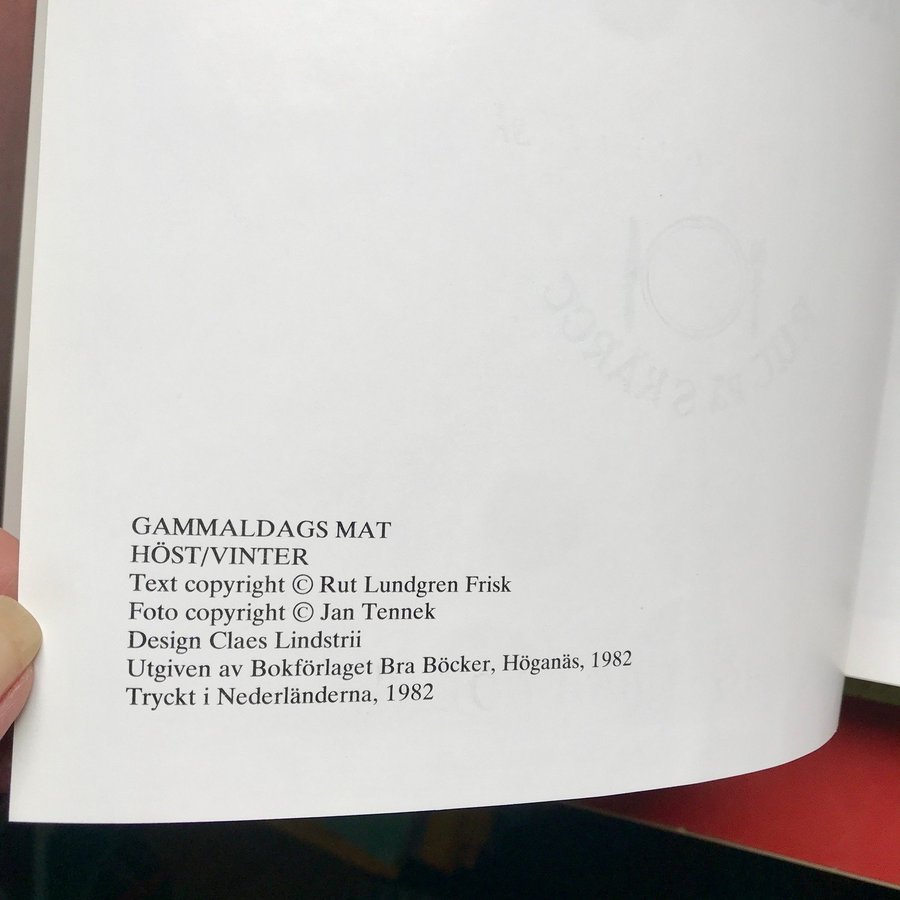 GAMMALDAGS MAT
HÖST/VINTER
Text copyright © Rut Lundgren Frisk
Foto copyright © Jan Tennek
Design Claes Lindstrii
Utgiven av Bokförlaget Bra Böcker, Höganäs, 1982
Tryckt i Nederländerna, 1982